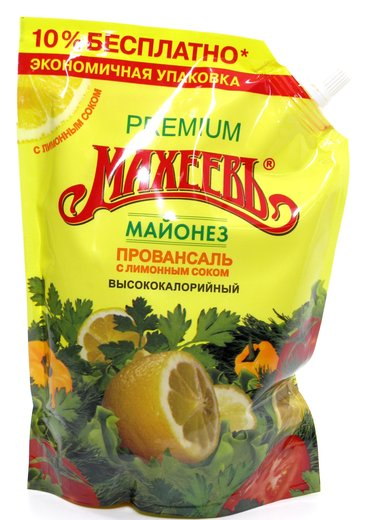 10% БЕСПЛАТНО*
ЭКОНОМИЧНАЯ УПАКОВКА
С ЛИМОННЫМ СОКОМ
PREMIUM
МАХЕЕВЪ®
МАЙОНЕЗ
ПРОВАНСАЛЬ
С ЛИМОННЫМ СОКОМ
ВЫСОКОКАЛОРИЙНЫЙ